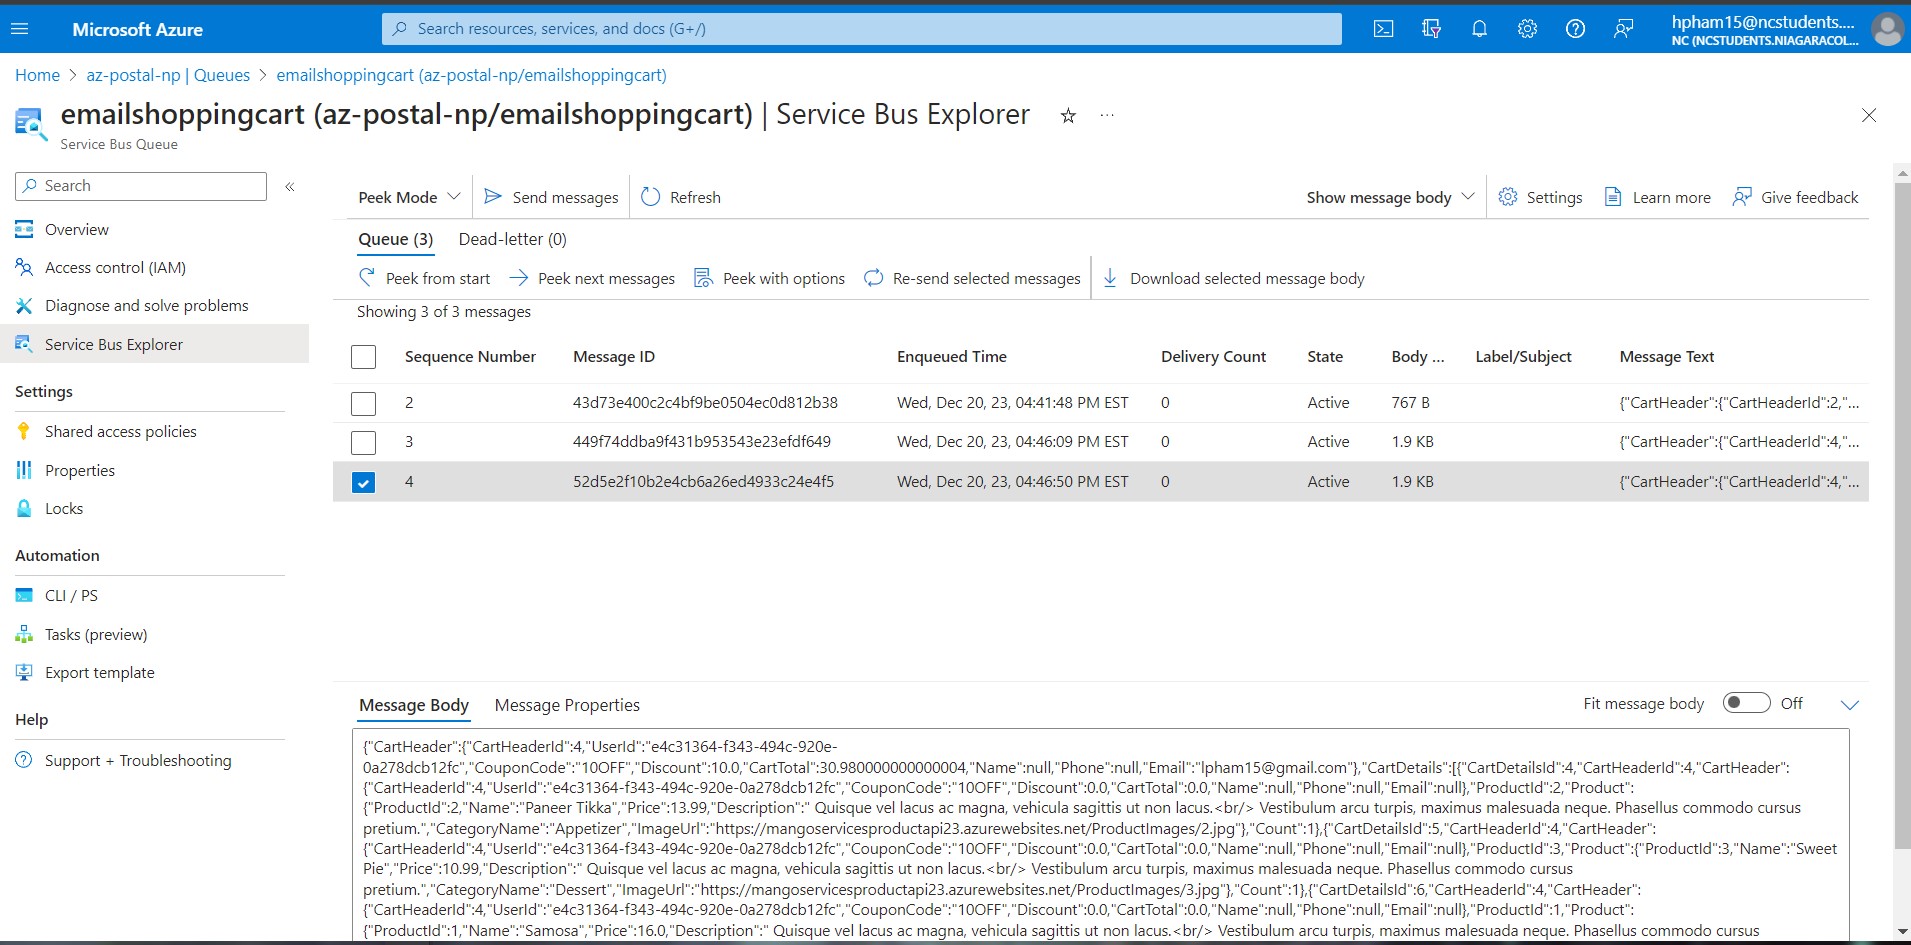 Microsoft Azure
Search resources, services, and docs (G+/)
hpham15@ncstudents....
NC (NCSTUDENTS.NIAGARACOL...
Home > az-postal-np | Queues > emailshoppingcart (az-postal-np/emailshoppingcart)
emailshoppingcart (az-postal-np/emailshoppingcart) | Service Bus Explorer
Service Bus Queue
Search
Overview
Access control (IAM)
Diagnose and solve problems
Service Bus Explorer
Settings
Shared access policies
Properties
Locks
Automation
CLI / PS
Tasks (preview)
Export template
Help
Support + Troubleshooting
Peek Mode Send messages Refresh Show message body Settings Learn more Give feedback
Queue (3) Dead-letter (0)
Peek from start Peek next messages Peek with options Re-send selected messages Download selected message body
Showing 3 of 3 messages
Sequence Number Message ID Enqueued Time Delivery Count State Body ... Label/Subject Message Text
2 43d73e400c2c4bf9be0504ec0d812b38 Wed, Dec 20, 23, 04:41:48 PM EST 0 Active 767 B {"CartHeader":{"CartHeaderId":2,"...
3 449f74ddba9f431b953543e23efdf649 Wed, Dec 20, 23, 04:46:09 PM EST 0 Active 1.9 KB {"CartHeader":{"CartHeaderId":4,"...
4 52d5e2f10b2e4cb6a26ed4933c24e4f5 Wed, Dec 20, 23, 04:46:50 PM EST 0 Active 1.9 KB {"CartHeader":{"CartHeaderId":4,"...
Message Body Message Properties Fit message body Off
{"CartHeader":{"CartHeaderId":4,"UserId":"e4c31364-f343-494c-920e-
0a278dcb12fc","CouponCode":"10OFF","Discount":10.0,"CartTotal":30.980000000000004,"Name":null,"Phone":null,"Email":"lpham15@gmail.com"},"CartDetails":[{"CartDetailsId":4,"CartHeaderId":4,"CartHeader":
{"CartHeaderId":4,"UserId":"e4c31364-f343-494c-920e-0a278dcb12fc","CouponCode":"10OFF","Discount":0.0,"CartTotal":0.0,"Name":null,"Phone":null,"Email":null},"ProductId":2,"Product":
{"ProductId":2,"Name":"Paneer Tikka","Price":13.99,"Description":" Quisque vel lacus ac magna, vehicula sagittis ut non lacus.<br/> Vestibulum arcu turpis, maximus malesuada neque. Phasellus commodo cursus
pretium.","CategoryName":"Appetizer","ImageUrl":"https://mangoservicesproductapi23.azurewebsites.net/ProductImages/2.jpg"},"Count":1},{"CartDetailsId":5,"CartHeaderId":4,"CartHeader":
{"CartHeaderId":4,"UserId":"e4c31364-f343-494c-920e-0a278dcb12fc","CouponCode":"10OFF","Discount":0.0,"CartTotal":0.0,"Name":null,"Phone":null,"Email":null},"ProductId":3,"Product":{"ProductId":3,"Name":"Sweet
Pie","Price":10.99,"Description":" Quisque vel lacus ac magna, vehicula sagittis ut non lacus.<br/> Vestibulum arcu turpis, maximus malesuada neque. Phasellus commodo cursus
pretium.","CategoryName":"Dessert","ImageUrl":"https://mangoservicesproductapi23.azurewebsites.net/ProductImages/3.jpg"},"Count":1},{"CartDetailsId":6,"CartHeaderId":4,"CartHeader":
{"CartHeaderId":4,"UserId":"e4c31364-f343-494c-920e-0a278dcb12fc","CouponCode":"10OFF","Discount":0.0,"CartTotal":0.0,"Name":null,"Phone":null,"Email":null},"ProductId":1,"Product":
{"ProductId":1,"Name":"Samosa","Price":16.0,"Description":" Quisque vel lacus ac magna, vehicula sagittis ut non lacus.<br/> Vestibulum arcu turpis, maximus malesuada neque. Phasellus commodo cursus